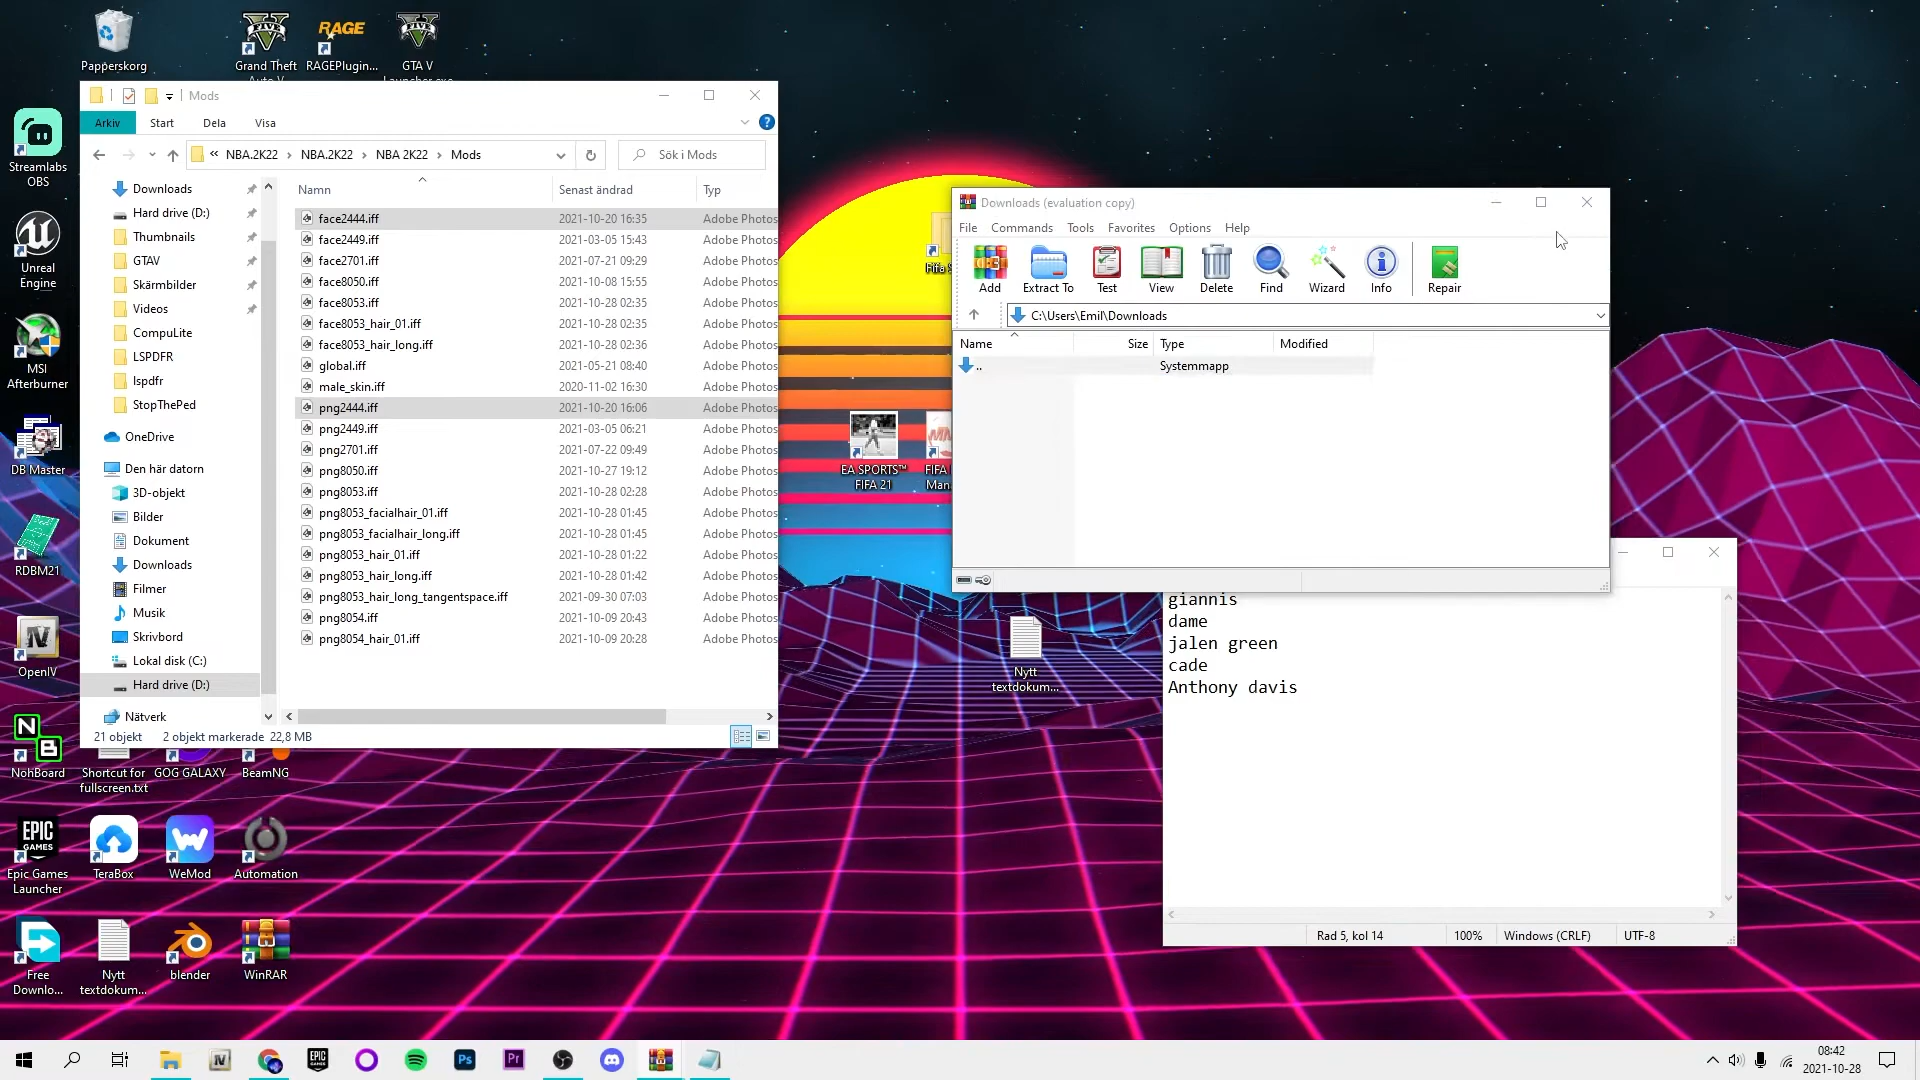 Papperskorg
Grand Theft
Auto V
RAGE
RAGEPlugin...
GTA V
Streamlabs
OBS
Unreal
Engine
MSI
Afterburner
DB Master
RDBM21
OpenIV
NohBoard
Shortcut for
fullscreen.txt
GOG GALAXY
BeamNG
EPIC
GAMES
Epic Games
Launcher
TeraBox
WeMod
Automation
Free
Downlo...
Nytt
textdokum...
blender
WinRAR
Mods
Arkiv
Start
Dela
Visa
« NBA.2K22 › NBA.2K22 › NBA 2K22 › Mods
Sök i Mods
Downloads
Hard drive (D:)
Thumbnails
GTAV
Skärmbilder
Videos
CompuLite
LSPDFR
lspdfr
StopThePed
OneDrive
Den här datorn
3D-objekt
Bilder
Dokument
Downloads
Filmer
Musik
Skrivbord
Lokal disk (C:)
Hard drive (D:)
Nätverk
Namn Senast ändrad Typ
face2444.iff 2021-10-20 16:35 Adobe Photos
face2449.iff 2021-03-05 15:43 Adobe Photos
face2701.iff 2021-07-21 09:29 Adobe Photos
face8050.iff 2021-10-08 15:55 Adobe Photos
face8053.iff 2021-10-28 02:35 Adobe Photos
face8053_hair_01.iff 2021-10-28 02:35 Adobe Photos
face8053_hair_long.iff 2021-10-28 02:36 Adobe Photos
global.iff 2021-05-21 08:40 Adobe Photos
male_skin.iff 2020-11-02 16:30 Adobe Photos
png2444.iff 2021-10-20 16:06 Adobe Photos
png2449.iff 2021-03-05 06:21 Adobe Photos
png2701.iff 2021-07-22 09:49 Adobe Photos
png8050.iff 2021-10-27 19:12 Adobe Photos
png8053.iff 2021-10-28 02:28 Adobe Photos
png8053_facialhair_01.iff 2021-10-28 01:45 Adobe Photos
png8053_facialhair_long.iff 2021-10-28 01:45 Adobe Photos
png8053_hair_01.iff 2021-10-28 01:22 Adobe Photos
png8053_hair_long.iff 2021-10-28 01:42 Adobe Photos
png8053_hair_long_tangentspace.iff 2021-09-30 07:03 Adobe Photos
png8054.iff 2021-10-09 20:43 Adobe Photos
png8054_hair_01.iff 2021-10-09 20:28 Adobe Photos
21 objekt 2 objekt markerade 22,8 MB
EA SPORTS™
FIFA 21
FIFA
Man
Nytt
textdokum...
Downloads (evaluation copy)
File Commands Tools Favorites Options Help
Add Extract To Test View Delete Find Wizard Info Repair
C:\Users\Emil\Downloads
Name Size Type Modified
.. Systemmapp
giannis
dame
jalen green
cade
Anthony davis
Rad 5, kol 14 100% Windows (CRLF) UTF-8
08:42
2021-10-28